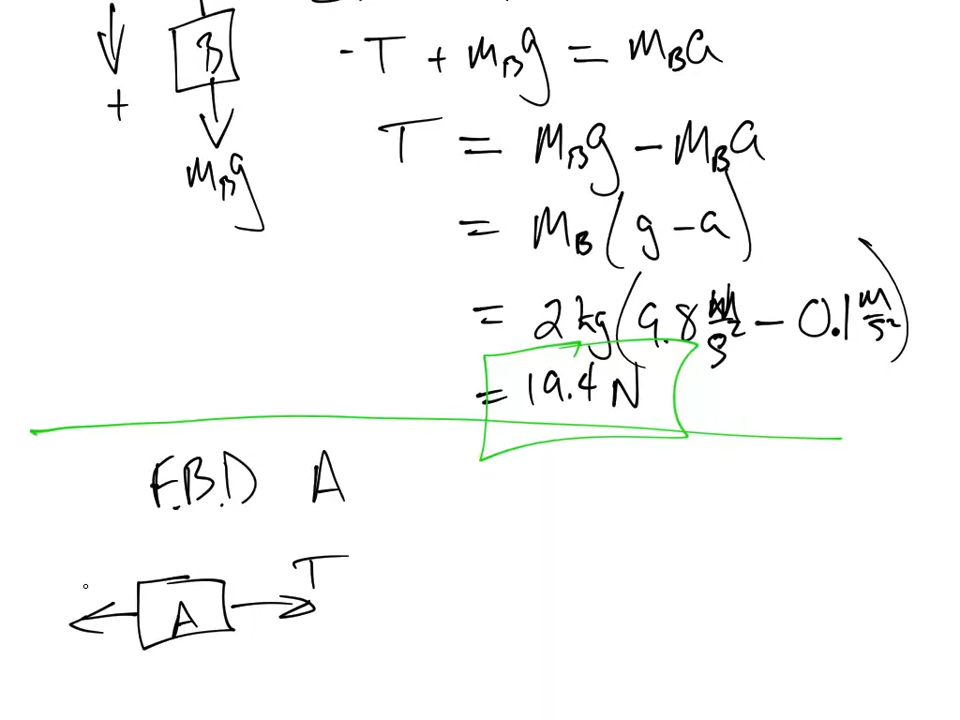 B
-T + m_B g = m_B a
+
m_B g
T = m_B g - m_B a
= m_B (g - a)
= 2 kg (9.8 m/s² - 0.1 m/s²)
= 19.4 N
F.B.D A
T
A